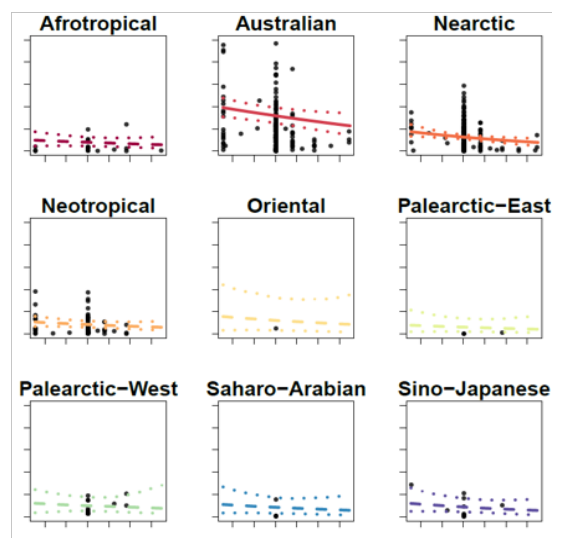 Afrotropical
Australian
Nearctic
Neotropical
Oriental
Palearctic−East
Palearctic−West
Saharo−Arabian
Sino−Japanese